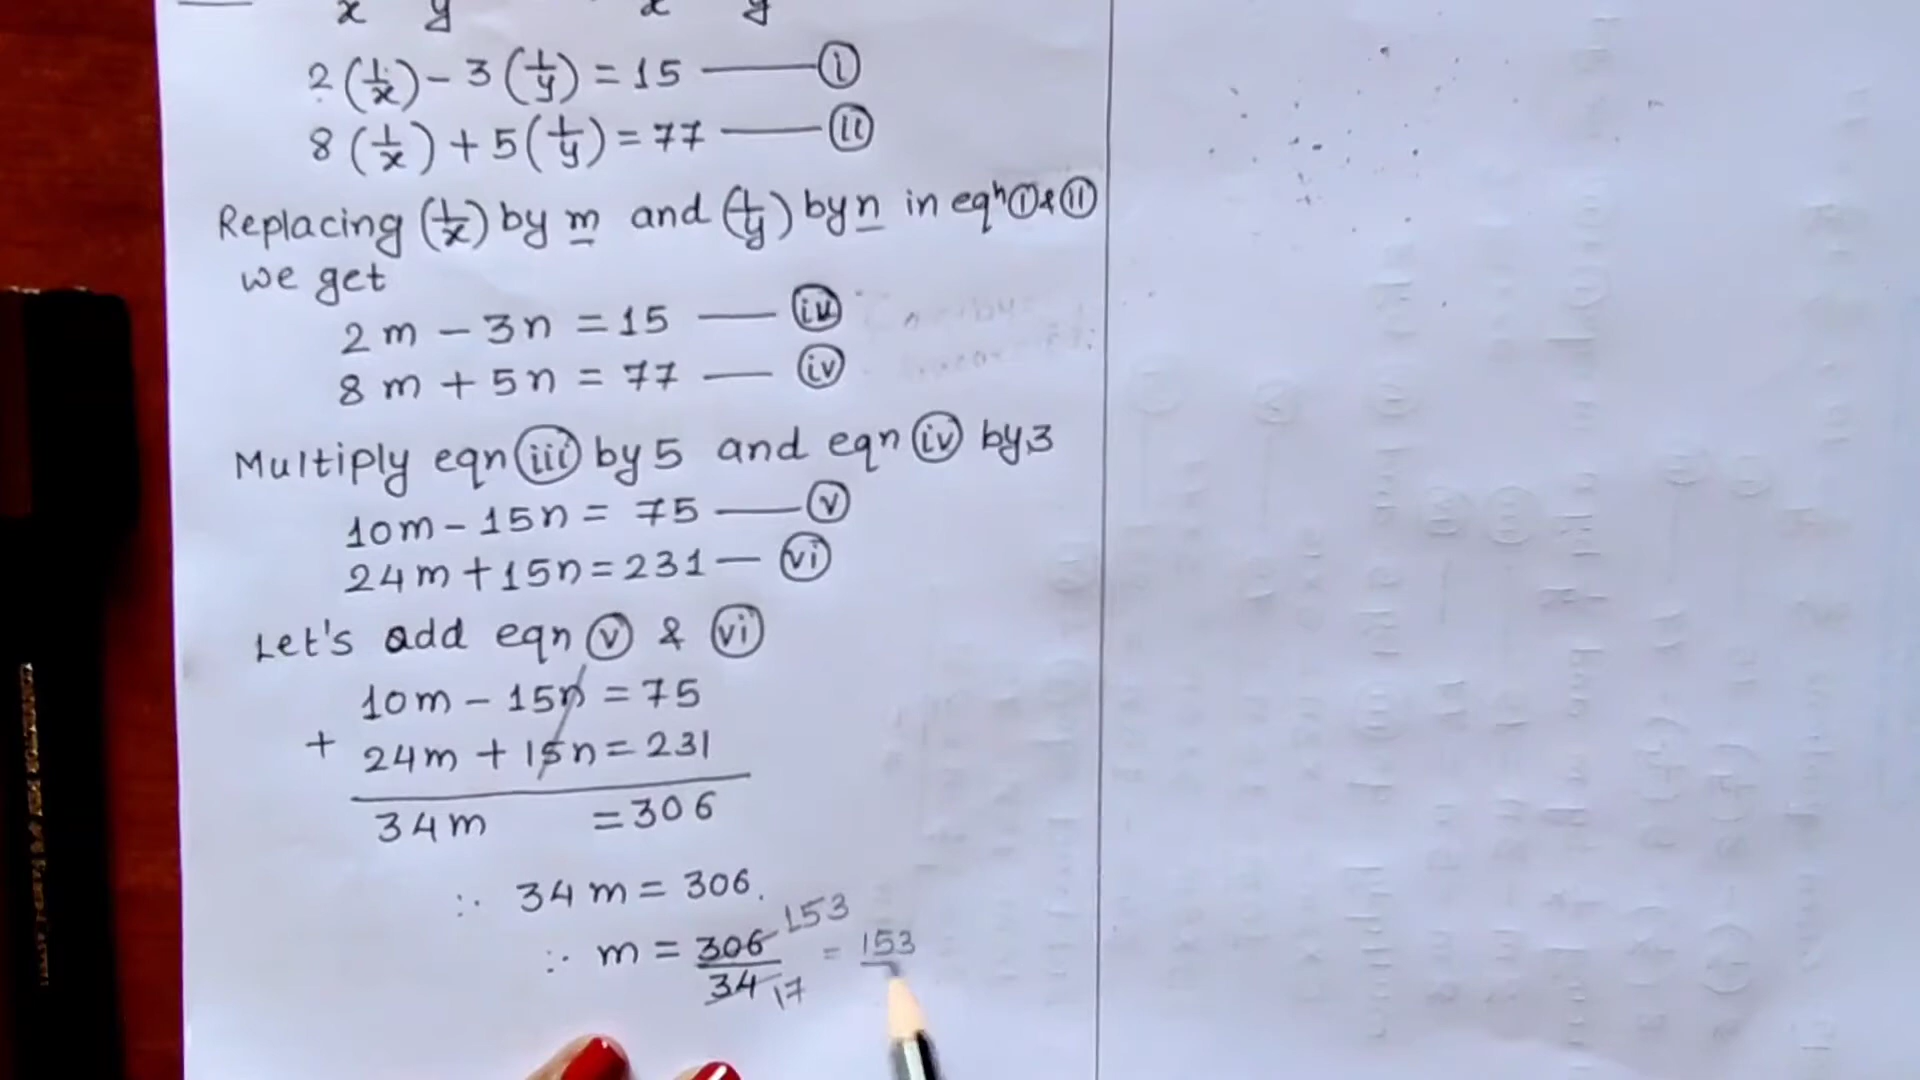 x y x y
2(1/x) - 3(1/y) = 15 —— (i)
8(1/x) + 5(1/y) = 77 —— (ii)
Replacing (1/x) by m and (1/y) by n in eqn (i) & (ii)
we get
2m - 3n = 15 —— (iv)
8m + 5n = 77 —— (iv)
Multiply eqn (iii) by 5 and eqn (iv) by 3
10m - 15n = 75 —— (v)
24m + 15n = 231 — (vi)
Let's add eqn (v) & (vi)
10m - 15n = 75
+ 24m + 15n = 231
34m = 306
∴ 34m = 306.
∴ m = 306/34 153 17 = 153